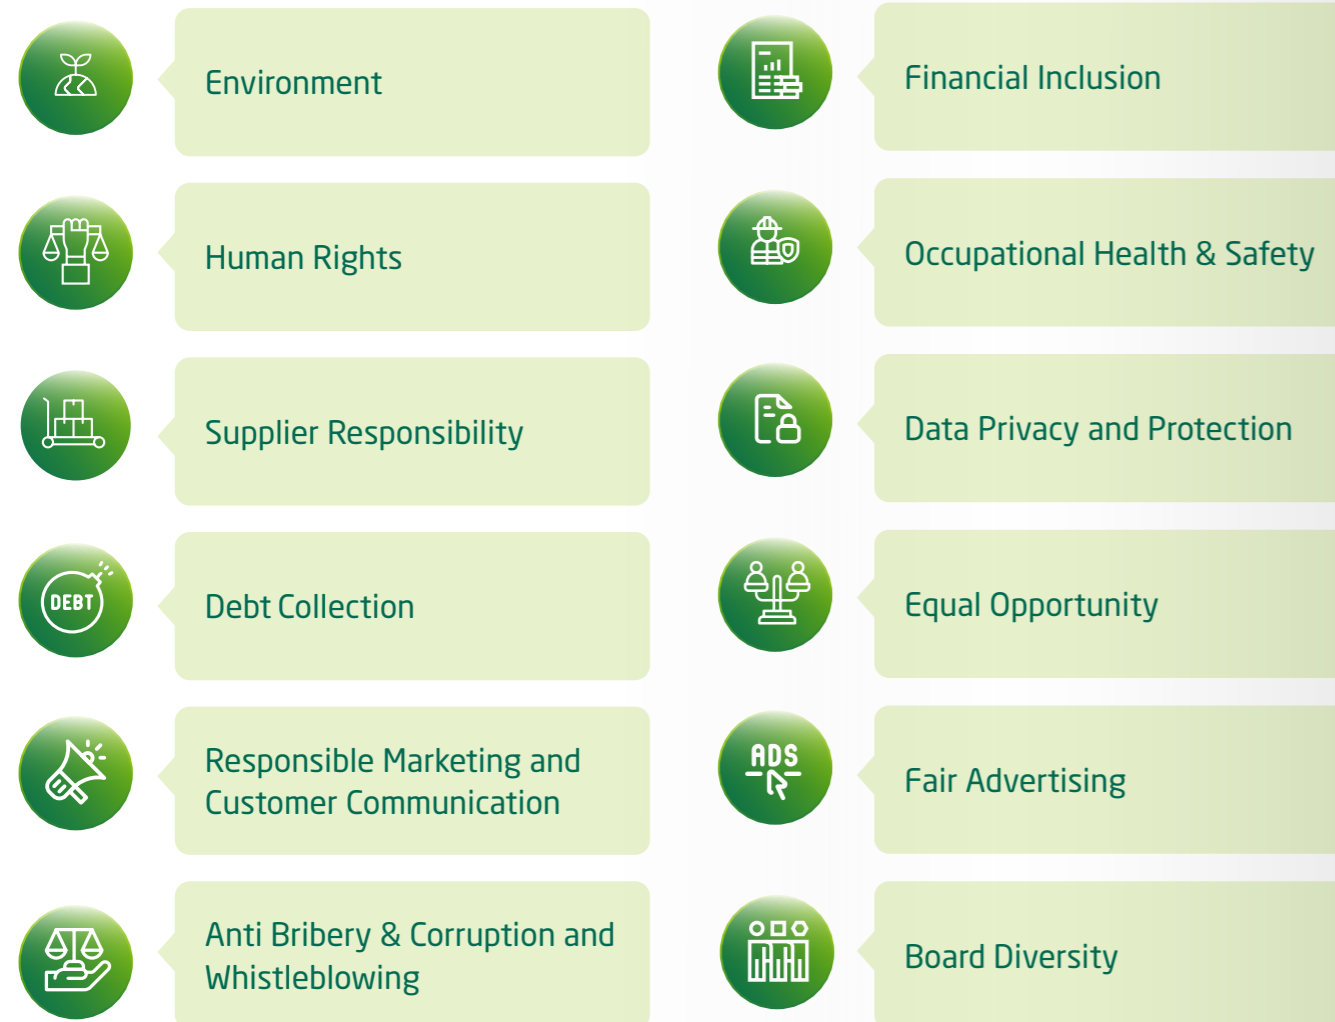 Environment
Human Rights
Supplier Responsibility
DEBT
Debt Collection
Responsible Marketing and
Customer Communication
Anti Bribery & Corruption and
Whistleblowing
Financial Inclusion
Occupational Health & Safety
Data Privacy and Protection
Equal Opportunity
ADS
Fair Advertising
Board Diversity